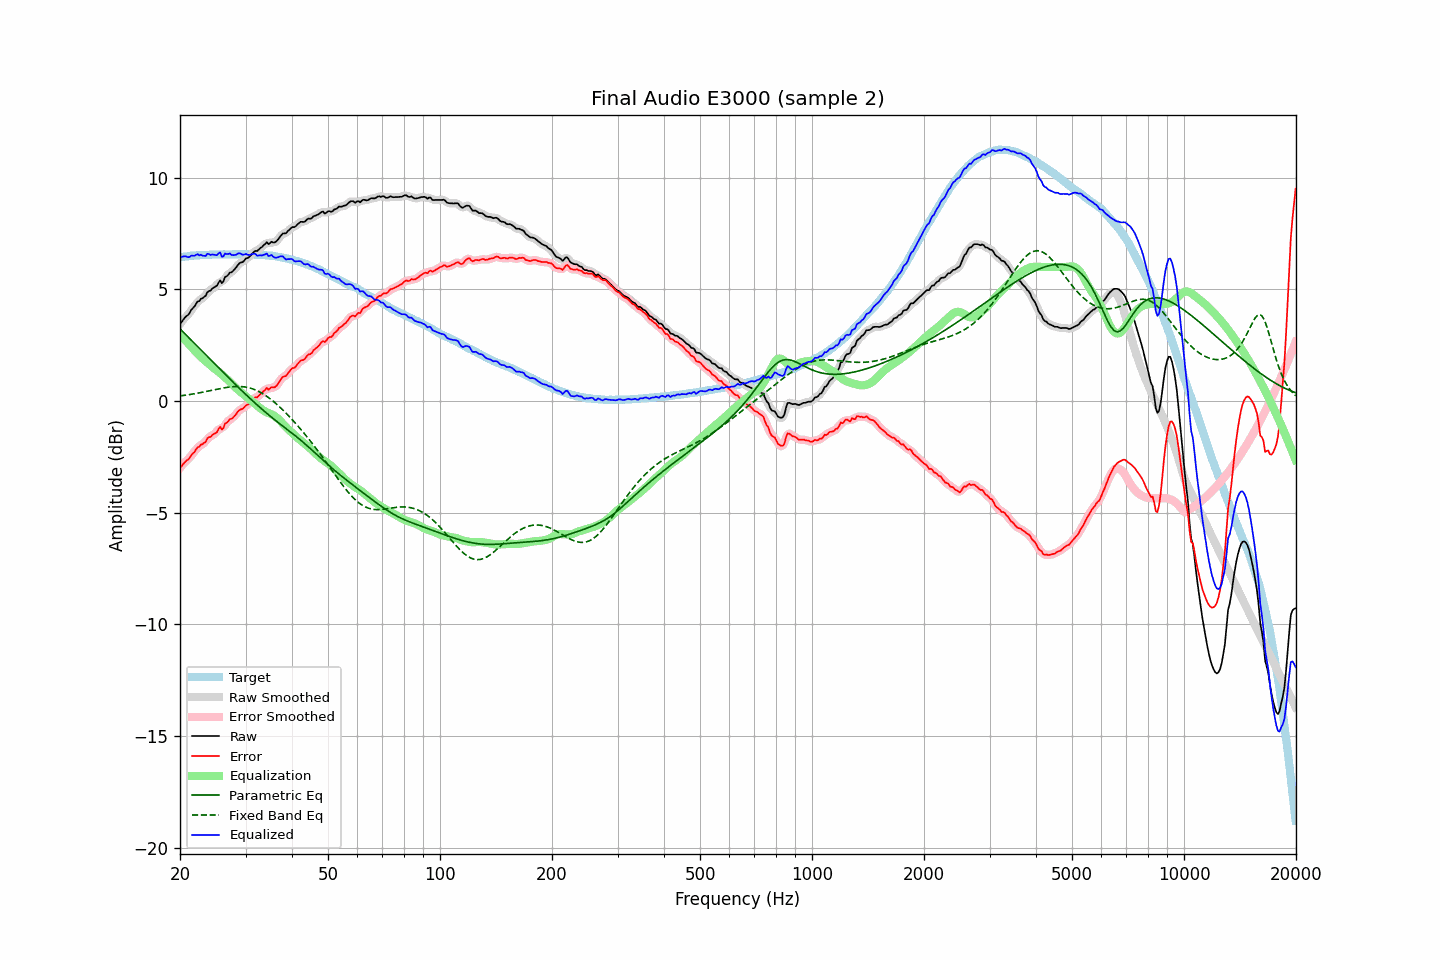 Final Audio E3000 (sample 2)
Amplitude (dBr)
10
5
0
−5
−10
−15
−20
Target
Raw Smoothed
Error Smoothed
Raw
Error
Equalization
Parametric Eq
Fixed Band Eq
Equalized
20 50 100 200 500 1000 2000 5000 10000 20000
Frequency (Hz)